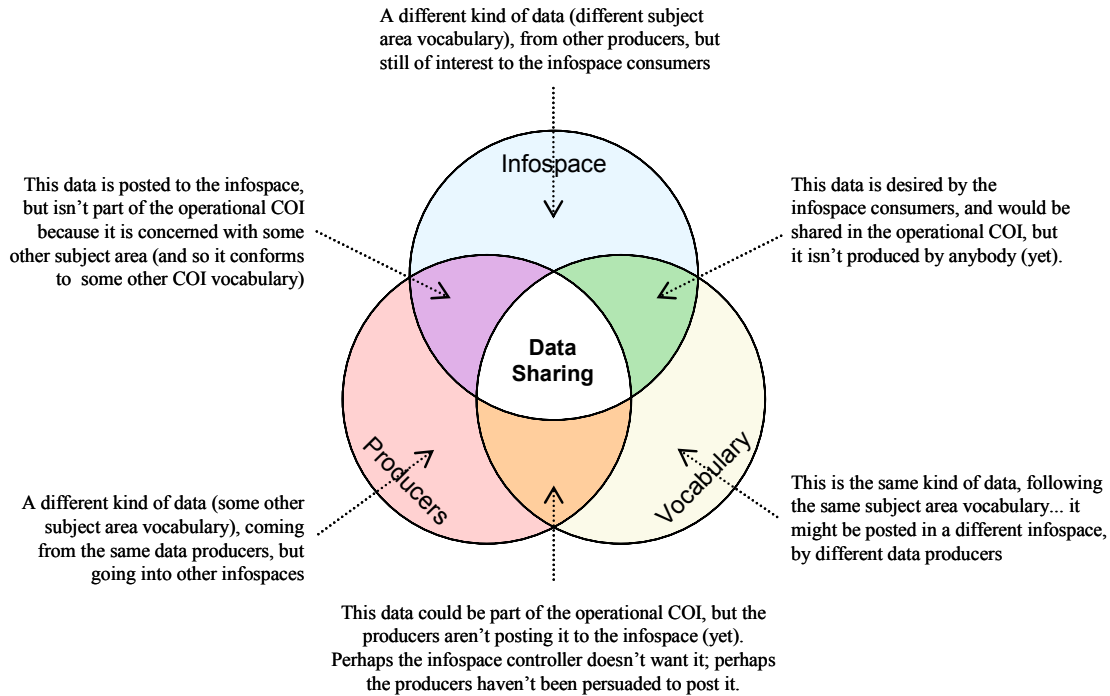 A different kind of data (different subject
area vocabulary), from other producers, but
still of interest to the infospace consumers
Infospace
This data is posted to the infospace,
but isn’t part of the operational COI
because it is concerned with some
other subject area (and so it conforms
to some other COI vocabulary)
This data is desired by the
infospace consumers, and would be
shared in the operational COI, but
it isn’t produced by anybody (yet).
Data
Sharing
Producers
Vocabulary
A different kind of data (some other
subject area vocabulary), coming
from the same data producers, but
going into other infospaces
This is the same kind of data, following
the same subject area vocabulary... it
might be posted in a different infospace,
by different data producers
This data could be part of the operational COI, but the
producers aren’t posting it to the infospace (yet).
Perhaps the infospace controller doesn’t want it; perhaps
the producers haven’t been persuaded to post it.